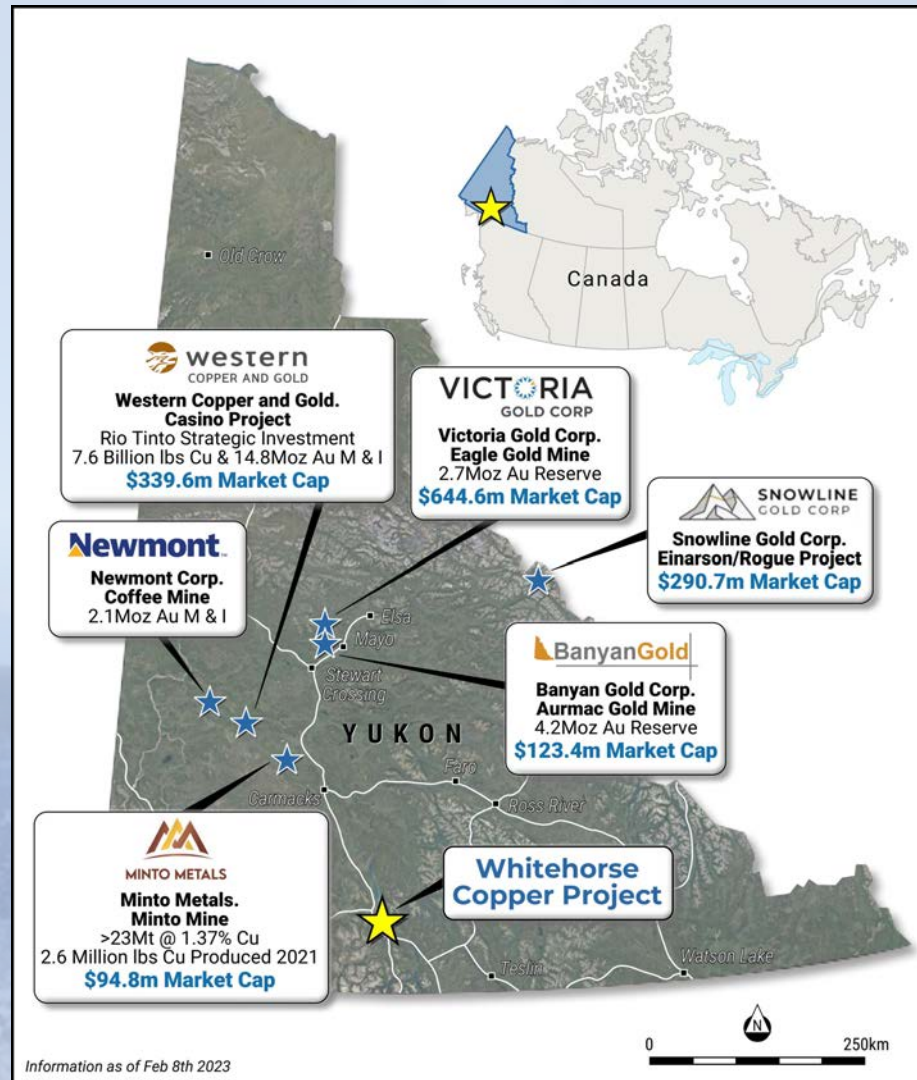 Canada
Old Crow
western
COPPER AND GOLD
Western Copper and Gold.
Casino Project
Rio Tinto Strategic Investment
7.6 Billion lbs Cu & 14.8Moz Au M & I
$339.6m Market Cap
VICTORIA
GOLD CORP
Victoria Gold Corp.
Eagle Gold Mine
2.7Moz Au Reserve
$644.6m Market Cap
SNOWLINE
GOLD CORP
Snowline Gold Corp.
Einarson/Rogue Project
$290.7m Market Cap
Newmont™
Newmont Corp.
Coffee Mine
2.1Moz Au M & I
Elsa
Mayo
Stewart
Crossing
BanyanGold
Banyan Gold Corp.
Aurmac Gold Mine
4.2Moz Au Reserve
$123.4m Market Cap
YUKON
Faro
Carmacks
Ross River
MINTO METALS
Minto Metals.
Minto Mine
>23Mt @ 1.37% Cu
2.6 Million lbs Cu Produced 2021
$94.8m Market Cap
Whitehorse
Copper Project
Teslin
Watson Lake
N
0 250km
Information as of Feb 8th 2023